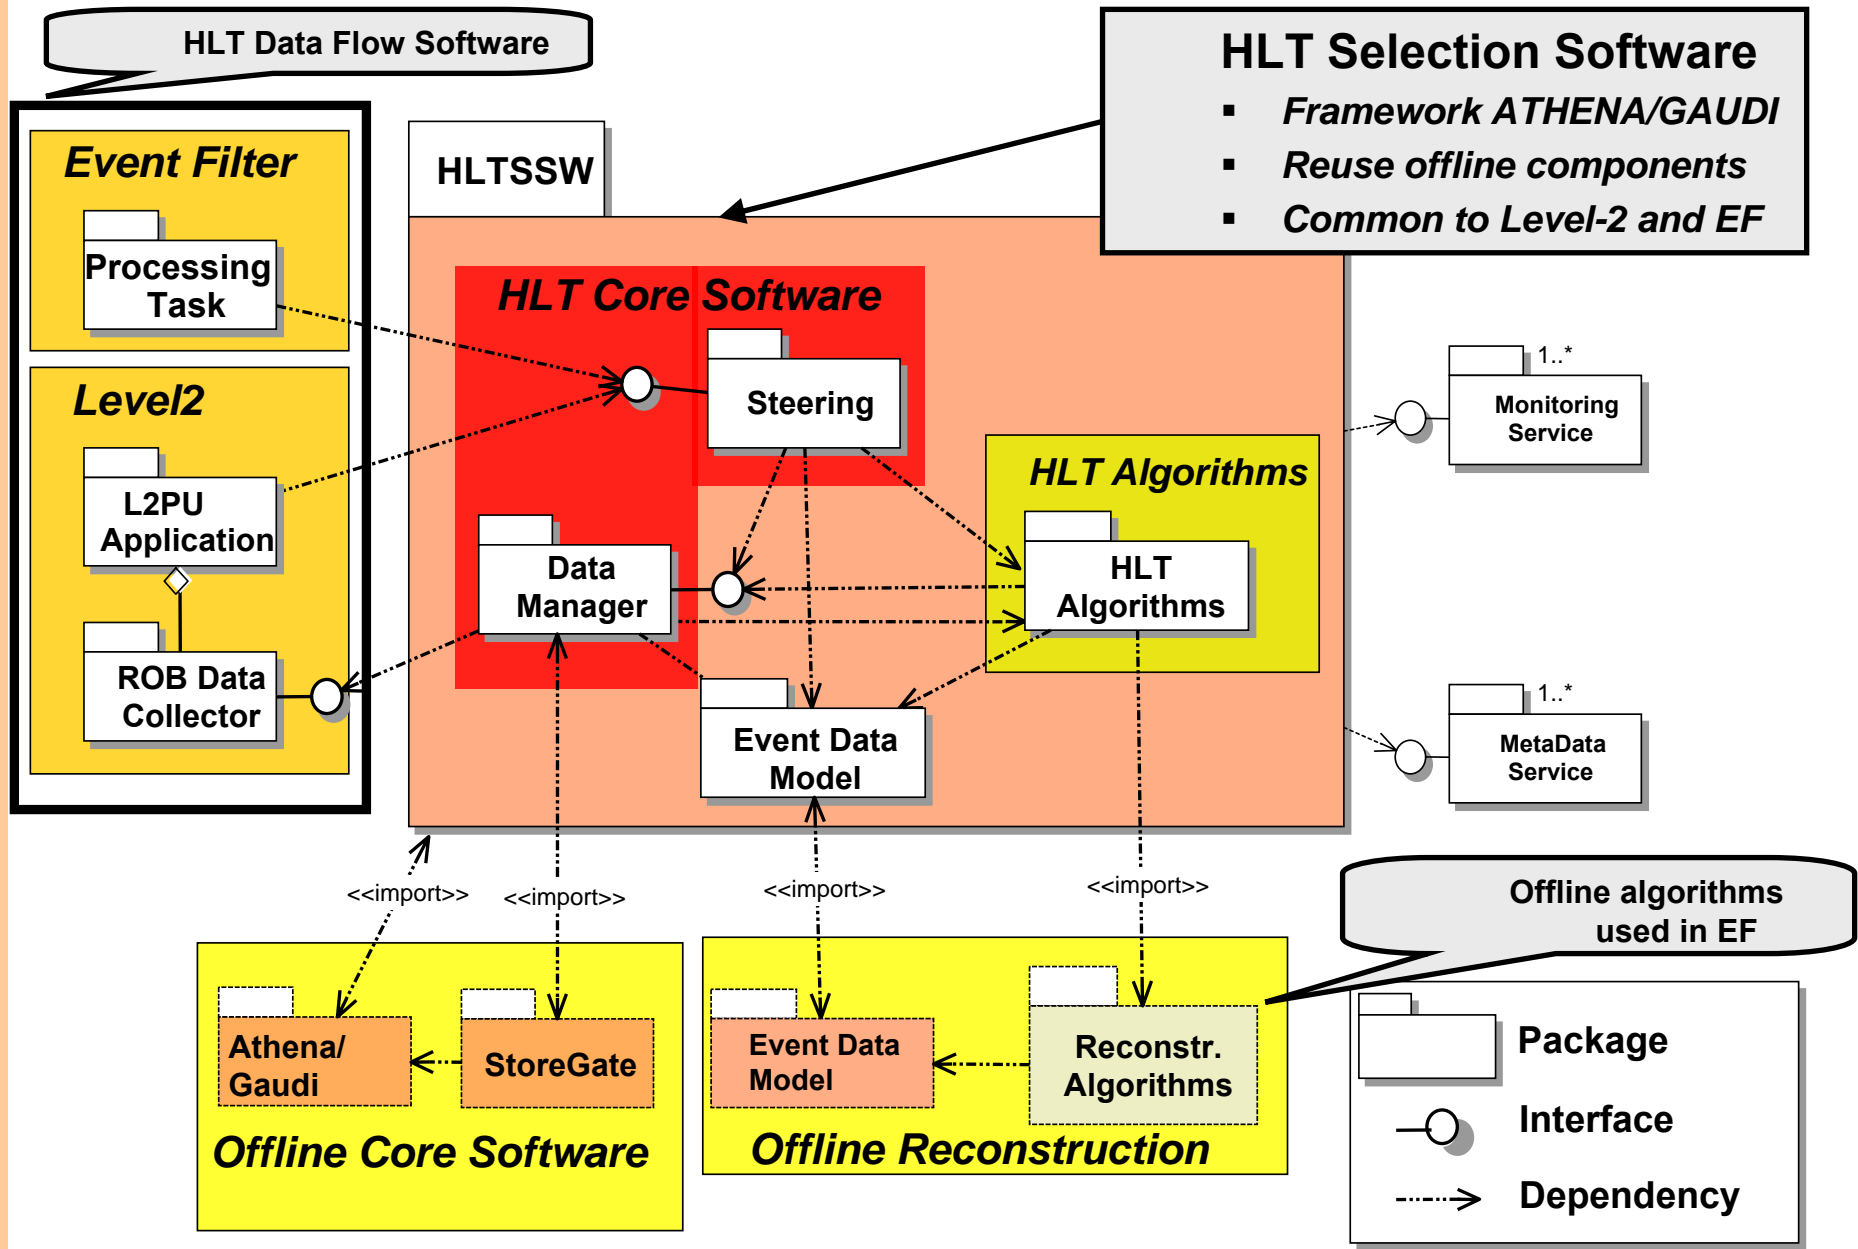 HLT Data Flow Software
HLT Selection Software
▪ Framework ATHENA/GAUDI
▪ Reuse offline components
▪ Common to Level-2 and EF
Event Filter
Processing
Task
Level2
L2PU
Application
ROB Data
Collector
HLTSSW
HLT Core Software
Steering
Data
Manager
HLT Algorithms
HLT
Algorithms
Event Data
Model
1..*
Monitoring
Service
1..*
MetaData
Service
<<import>>
<<import>>
<<import>>
<<import>>
Offline algorithms
used in EF
Athena/
Gaudi
StoreGate
Offline Core Software
Event Data
Model
Reconstr.
Algorithms
Offline Reconstruction
Package
Interface
Dependency